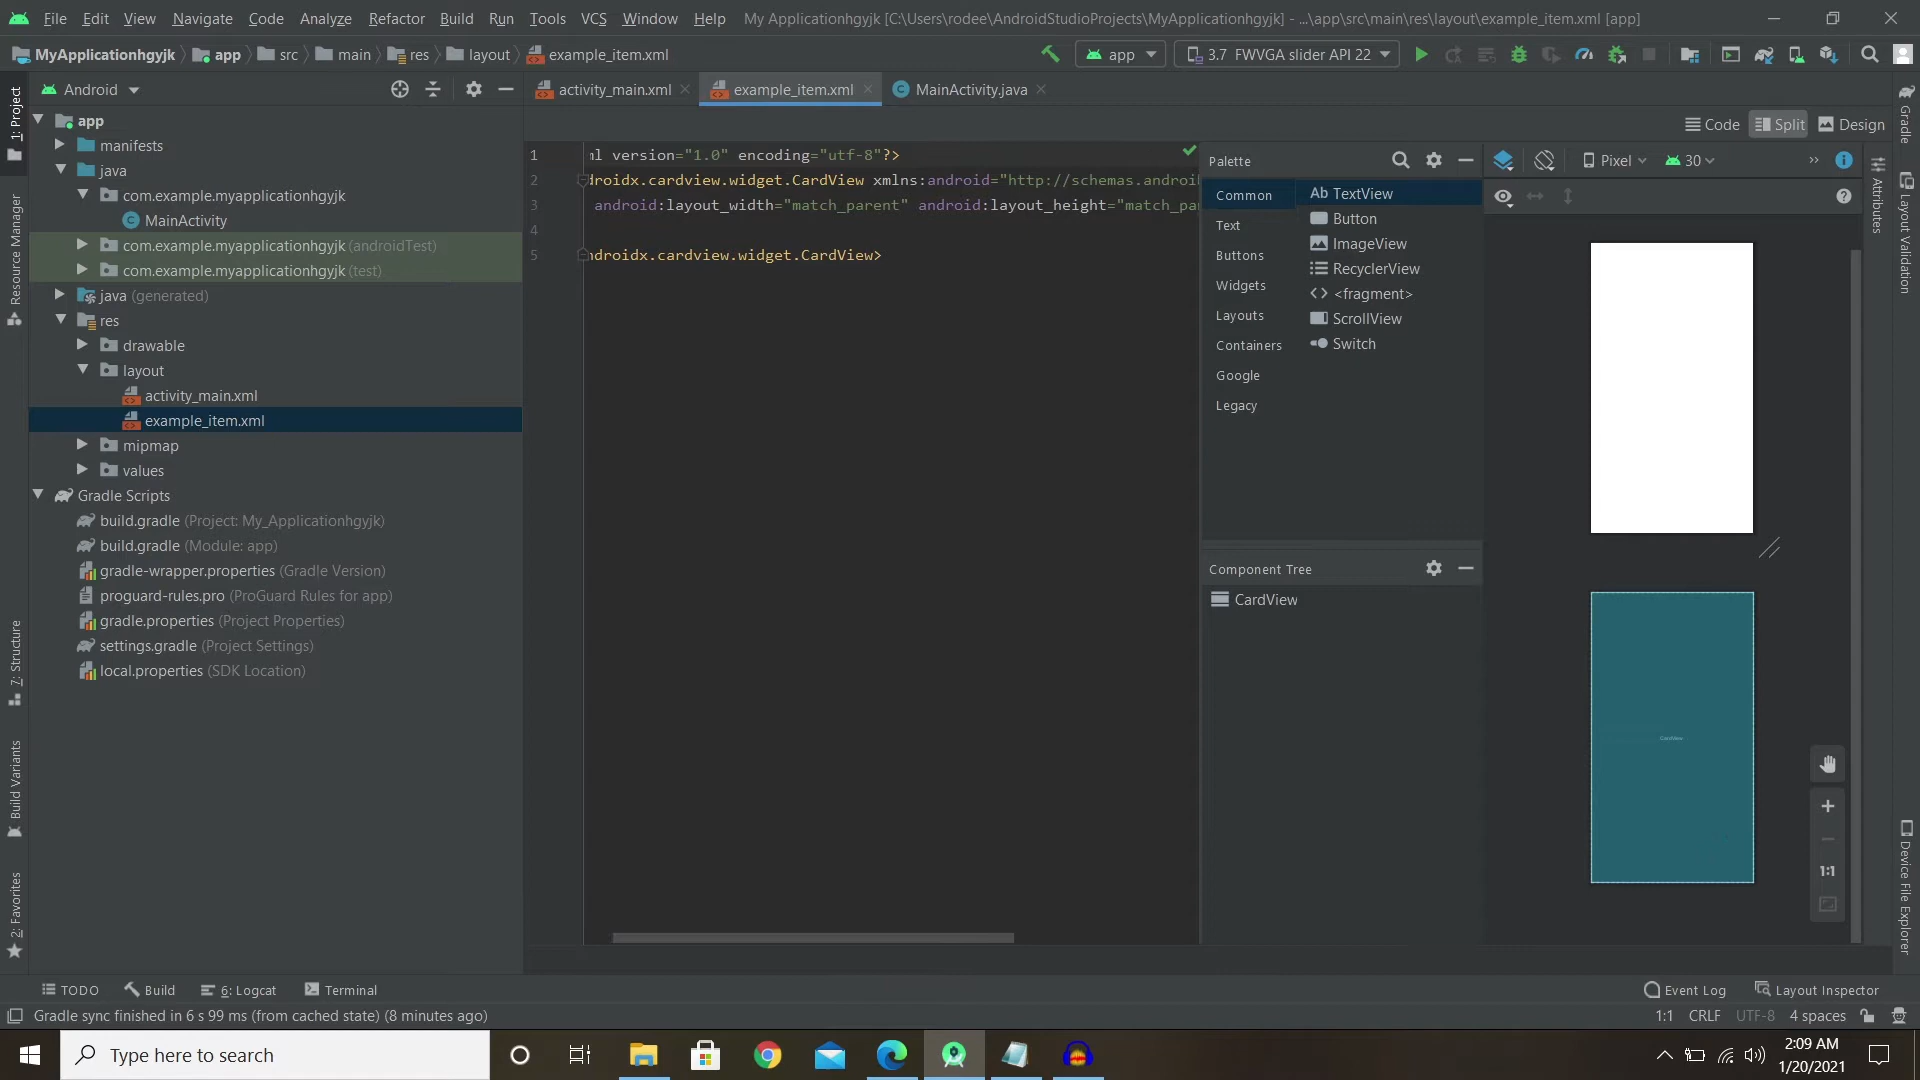 File Edit View Navigate Code Analyze Refactor Build Run Tools VCS Window Help My Applicationhgyjk [C:\Users\rodee\AndroidStudioProjects\MyApplicationhgyjk] - ...\app\src\main\res\layout\example_item.xml [app]
MyApplicationhgyjk app src main res layout example_item.xml app 3.7 FWVGA slider API 22
Android activity_main.xml example_item.xml MainActivity.java
Code Split Design
1: Project
Resource Manager
7: Structure
Build Variants
2: Favorites
app
manifests
java
com.example.myapplicationhgyjk
MainActivity
com.example.myapplicationhgyjk (androidTest)
com.example.myapplicationhgyjk (test)
java (generated)
res
drawable
layout
activity_main.xml
example_item.xml
mipmap
values
Gradle Scripts
build.gradle (Project: My_Applicationhgyjk)
build.gradle (Module: app)
gradle-wrapper.properties (Gradle Version)
proguard-rules.pro (ProGuard Rules for app)
gradle.properties (Project Properties)
settings.gradle (Project Settings)
local.properties (SDK Location)
1 ml version="1.0" encoding="utf-8"?>
2 droidx.cardview.widget.CardView xmlns:android="http://schemas.androi
3 android:layout_width="match_parent" android:layout_height="match_pa
4
5 ndroidx.cardview.widget.CardView>
Palette
Common
Text
Buttons
Widgets
Layouts
Containers
Google
Legacy
Ab TextView
Button
ImageView
RecyclerView
<fragment>
ScrollView
Switch
Component Tree
CardView
Pixel 30
CardView
1:1
Gradle
Attributes
Layout Validation
Device File Explorer
TODO Build 6: Logcat Terminal Event Log Layout Inspector
Gradle sync finished in 6 s 99 ms (from cached state) (8 minutes ago) 1:1 CRLF UTF-8 4 spaces
Type here to search
2:09 AM
1/20/2021